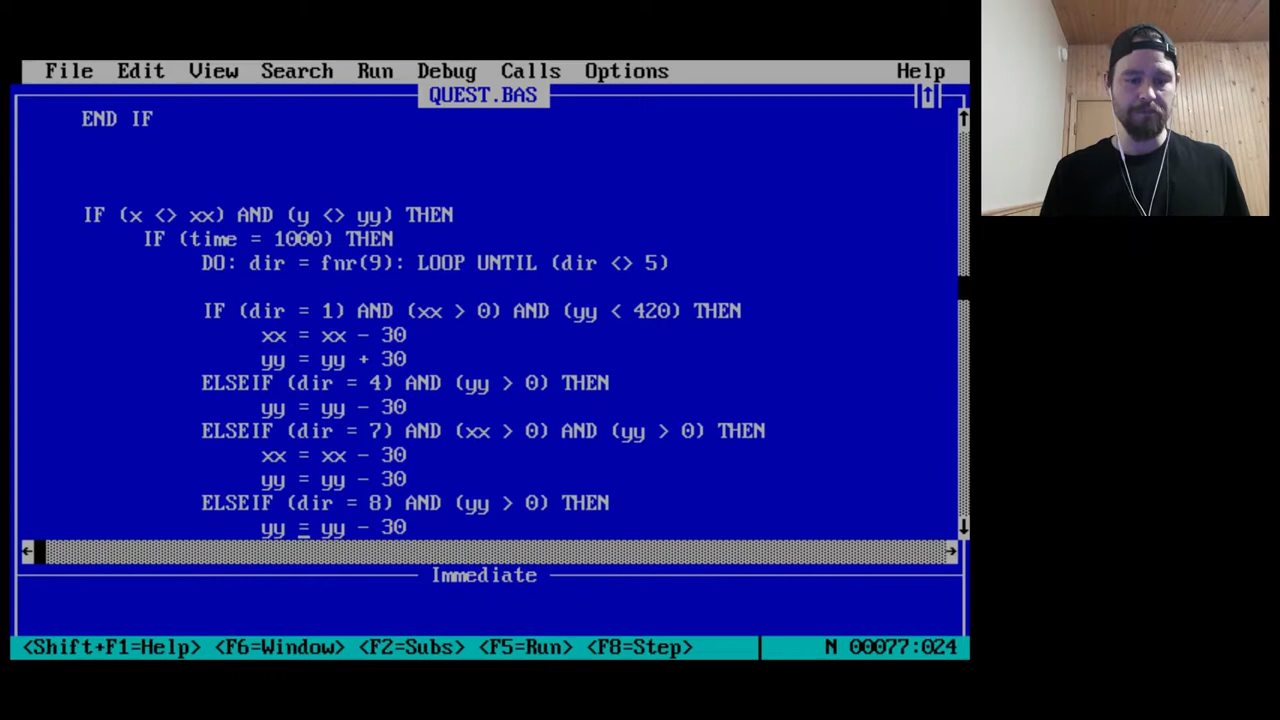 File Edit View Search Run Debug Calls Options Help
QUEST.BAS
END IF
IF (x <> xx) AND (y <> yy) THEN
IF (time = 1000) THEN
DO: dir = fnr(9): LOOP UNTIL (dir <> 5)
IF (dir = 1) AND (xx > 0) AND (yy < 420) THEN
xx = xx - 30
yy = yy + 30
ELSEIF (dir = 4) AND (yy > 0) THEN
yy = yy - 30
ELSEIF (dir = 7) AND (xx > 0) AND (yy > 0) THEN
xx = xx - 30
yy = yy - 30
ELSEIF (dir = 8) AND (yy > 0) THEN
yy = yy - 30
Immediate
<Shift+F1=Help> <F6=Window> <F2=Subs> <F5=Run> <F8=Step> N 00077:024